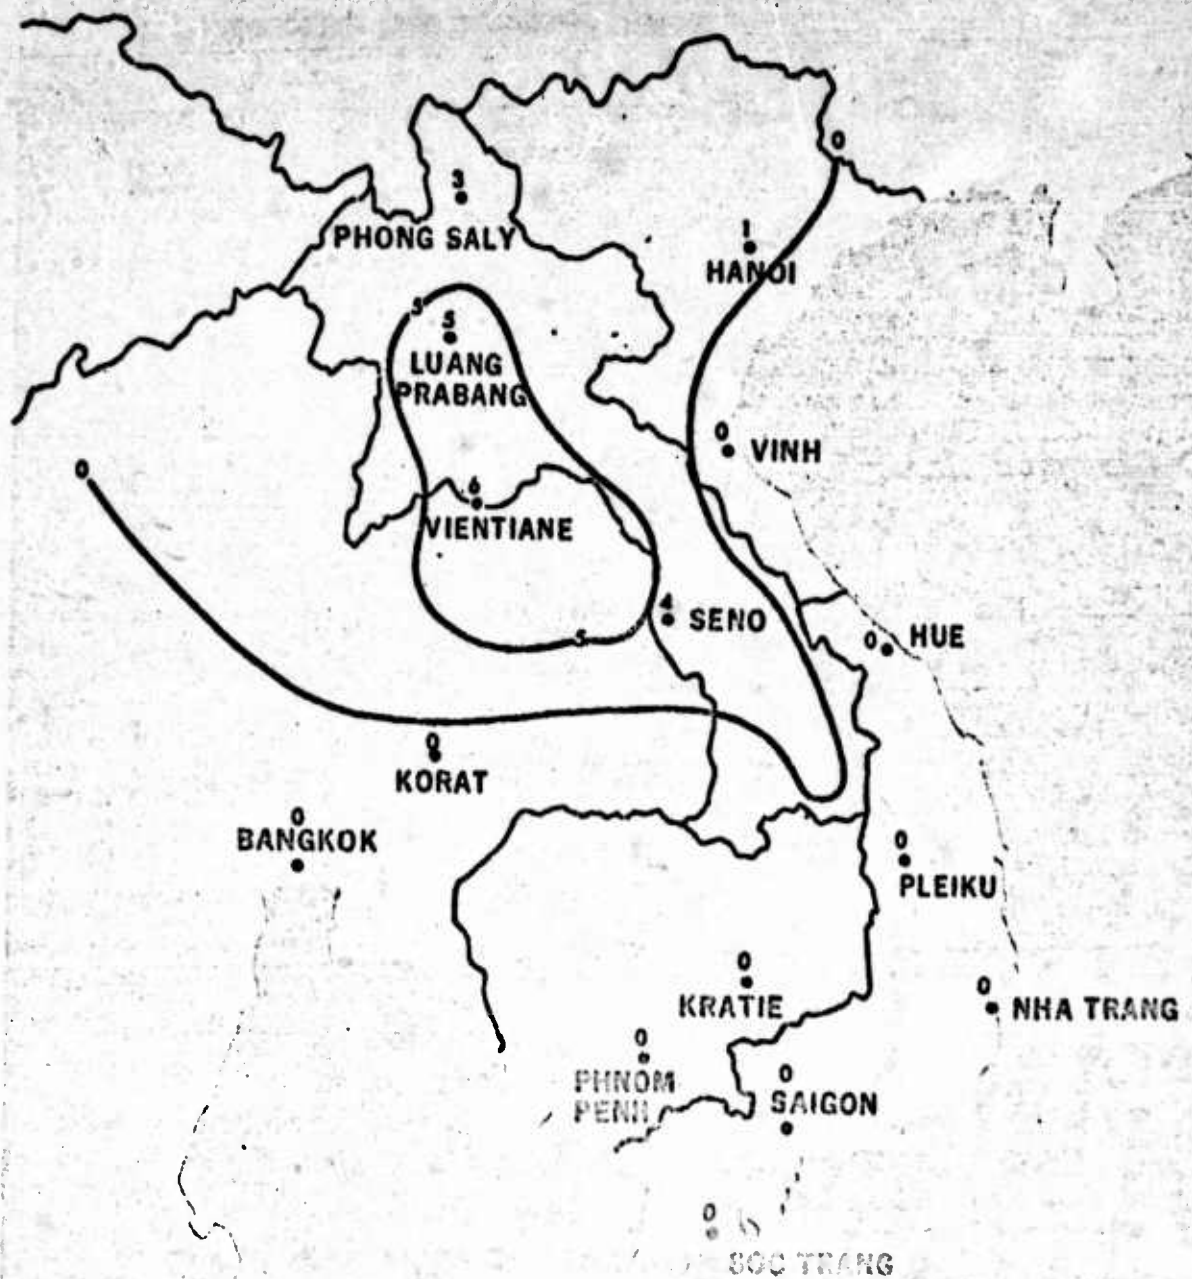 0
3
PHONG SALY
1
HANOI
5
5
LUANG
PRABANG
0
0
VINH
6
VIENTIANE
4
SENO
5
0
HUE
0
KORAT
0
BANGKOK
0
PLEIKU
0
KRATIE
0
NHA TRANG
0
PHNOM
PENH
0
SAIGON
0
SOC TRANG